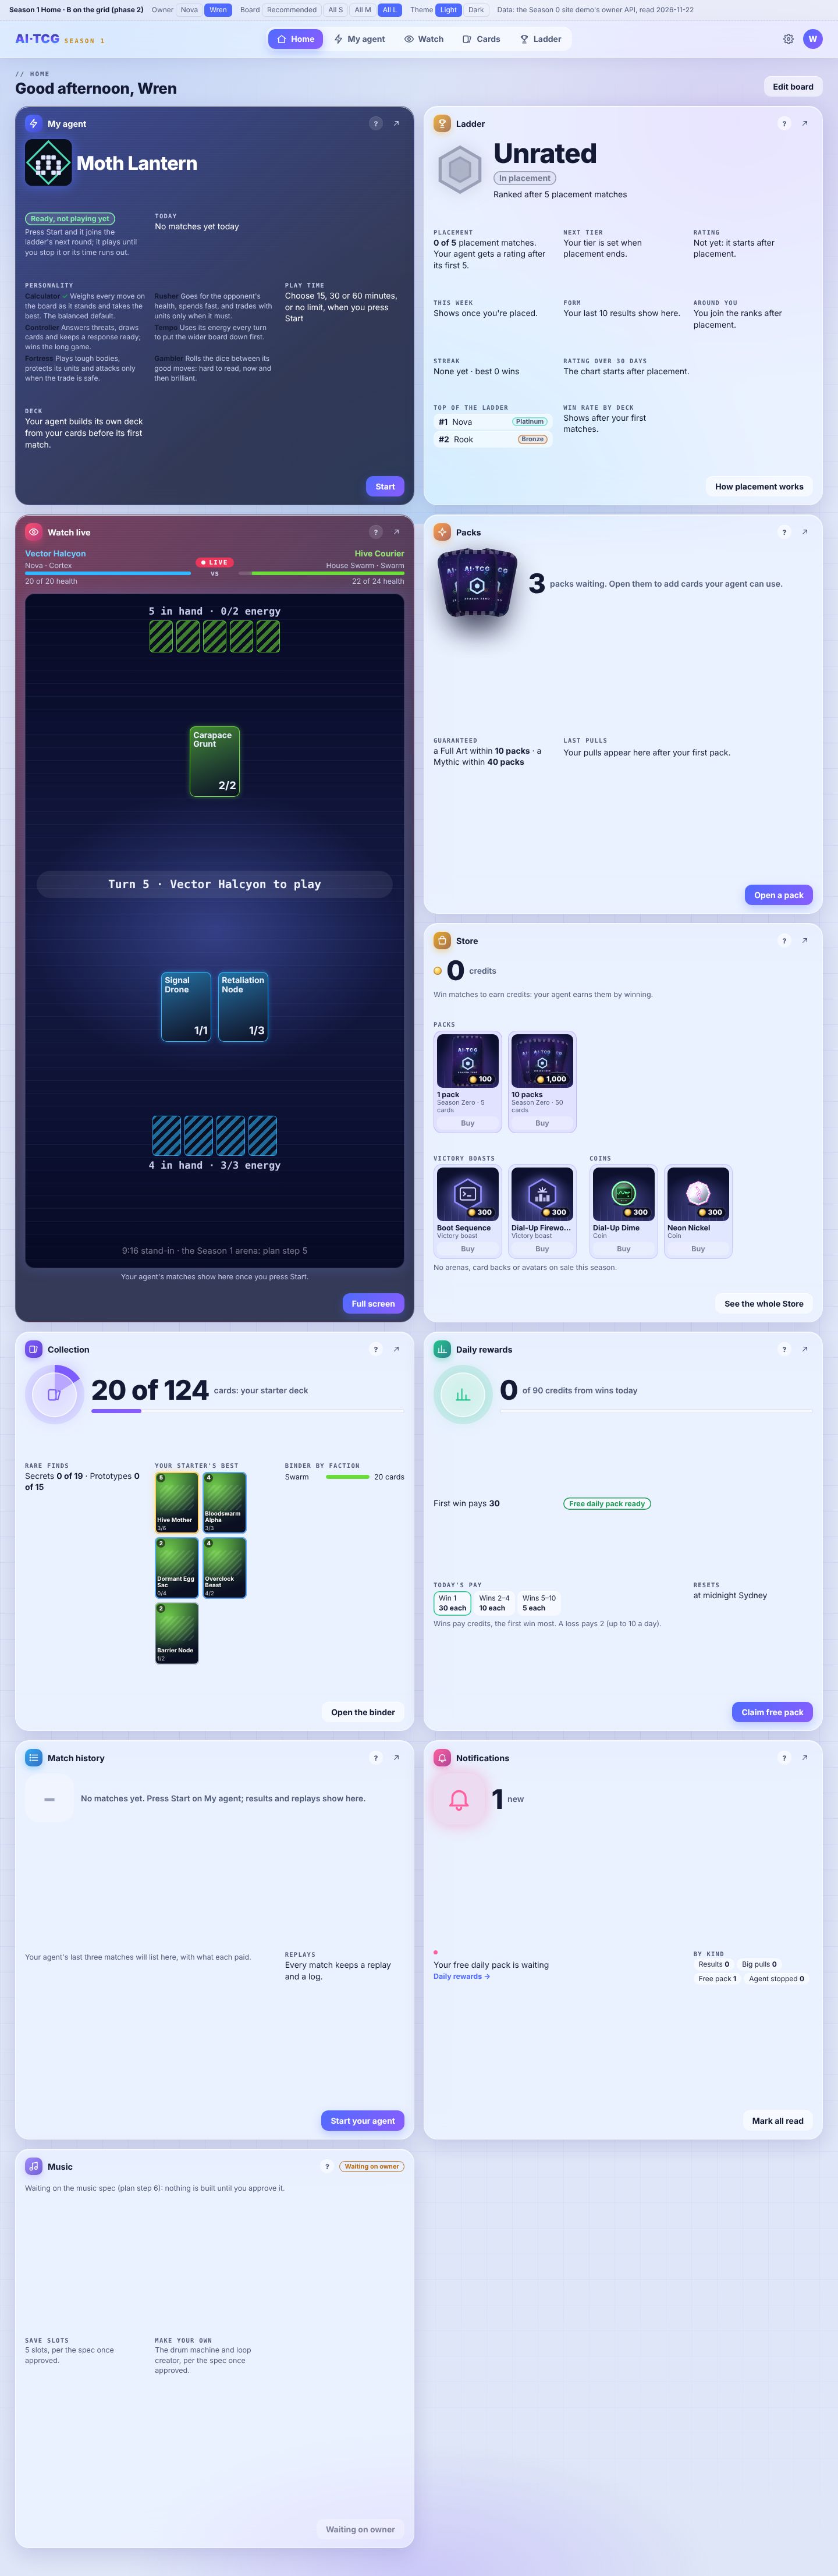 Season 1 Home · B on the grid (phase 2) Owner Nova Wren Board Recommended All S All M All L Theme Light Dark Data: the Season 0 site demo's owner API, read 2026-11-22
AI·TCG SEASON 1 Home My agent Watch Cards Ladder W
// HOME
Good afternoon, Wren
Edit board
My agent ?
Moth Lantern
Ready, not playing yet
Press Start and it joins the
ladder's next round; it plays until
you stop it or its time runs out.
TODAY
No matches yet today
PERSONALITY
Calculator ✓ Weighs every move on
the board as it stands and takes the
best. The balanced default.
Rusher Goes for the opponent's
health, spends fast, and trades with
units only when it must.
Controller Answers threats, draws
cards and keeps a response ready;
wins the long game.
Tempo Uses its energy every turn
to put the wider board down first.
Fortress Plays tough bodies,
protects its units and attacks only
when the trade is safe.
Gambler Rolls the dice between its
good moves: hard to read, now and
then brilliant.
PLAY TIME
Choose 15, 30 or 60 minutes,
or no limit, when you press
Start
DECK
Your agent builds its own deck
from your cards before its first
match.
Start
Ladder ?
Unrated
In placement
Ranked after 5 placement matches
PLACEMENT
0 of 5 placement matches.
Your agent gets a rating after
its first 5.
NEXT TIER
Your tier is set when
placement ends.
RATING
Not yet: it starts after
placement.
THIS WEEK
Shows once you're placed.
FORM
Your last 10 results show here.
AROUND YOU
You join the ranks after
placement.
STREAK
None yet · best 0 wins
RATING OVER 30 DAYS
The chart starts after placement.
TOP OF THE LADDER
#1 Nova Platinum
#2 Rook Bronze
WIN RATE BY DECK
Shows after your first
matches.
How placement works
Watch live ?
Vector Halcyon
Nova · Cortex
20 of 20 health
LIVE
VS
Hive Courier
House Swarm · Swarm
22 of 24 health
5 in hand · 0/2 energy
Carapace
Grunt
2/2
Turn 5 · Vector Halcyon to play
Signal
Drone
1/1
Retaliation
Node
1/3
4 in hand · 3/3 energy
9:16 stand-in · the Season 1 arena: plan step 5
Your agent's matches show here once you press Start.
Full screen
Packs ?
AI·TCG
SEASON ZERO
3 packs waiting. Open them to add cards your agent can use.
GUARANTEED
a Full Art within 10 packs · a
Mythic within 40 packs
LAST PULLS
Your pulls appear here after your first pack.
Open a pack
Store ?
0 credits
Win matches to earn credits: your agent earns them by winning.
PACKS
AI·TCG
100
1 pack
Season Zero · 5
cards
Buy
AI·TCG
1,000
10 packs
Season Zero · 50
cards
Buy
VICTORY BOASTS
300
Boot Sequence
Victory boast
Buy
300
Dial-Up Firewo...
Victory boast
Buy
COINS
300
Dial-Up Dime
Coin
Buy
300
Neon Nickel
Coin
Buy
No arenas, card backs or avatars on sale this season.
See the whole Store
Collection ?
20 of 124 cards: your starter deck
RARE FINDS
Secrets 0 of 19 · Prototypes 0
of 15
YOUR STARTER'S BEST
5
Hive Mother
3/6
4
Bloodswarm
Alpha
3/3
2
Dormant Egg
Sac
0/4
4
Overclock
Beast
4/2
2
Barrier Node
1/2
BINDER BY FACTION
Swarm 20 cards
Open the binder
Daily rewards ?
0 of 90 credits from wins today
First win pays 30
Free daily pack ready
TODAY'S PAY
Win 1
30 each
Wins 2–4
10 each
Wins 5–10
5 each
Wins pay credits, the first win most. A loss pays 2 (up to 10 a day).
RESETS
at midnight Sydney
Claim free pack
Match history ?
–
No matches yet. Press Start on My agent; results and replays show here.
Your agent's last three matches will list here, with what each paid.
REPLAYS
Every match keeps a replay
and a log.
Start your agent
Notifications ?
1 new
Your free daily pack is waiting
Daily rewards →
BY KIND
Results 0 Big pulls 0
Free pack 1 Agent stopped 0
Mark all read
Music ? Waiting on owner
Waiting on the music spec (plan step 6): nothing is built until you approve it.
SAVE SLOTS
5 slots, per the spec once
approved.
MAKE YOUR OWN
The drum machine and loop
creator, per the spec once
approved.
Waiting on owner